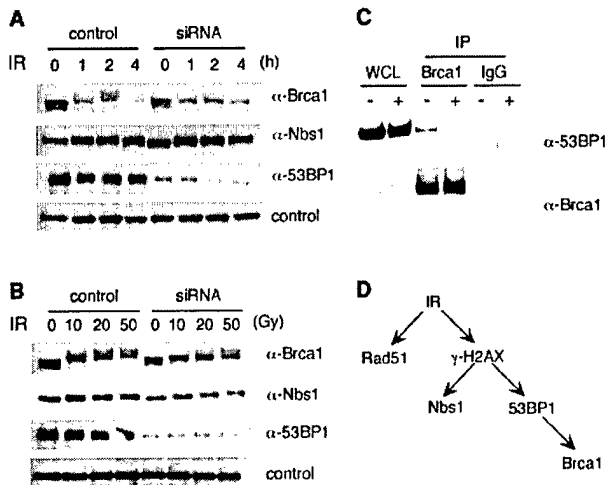 A
control siRNA
IR 0 1 2 4 0 1 2 4 (h)
α-Brca1
α-Nbs1
α-53BP1
control
B
control siRNA
IR 0 10 20 50 0 10 20 50 (Gy)
α-Brca1
α-Nbs1
α-53BP1
control
C
IP
WCL Brca1 IgG
- + - + - +
α-53BP1
α-Brca1
D
IR
Rad51 γ-H2AX
Nbs1 53BP1
Brca1